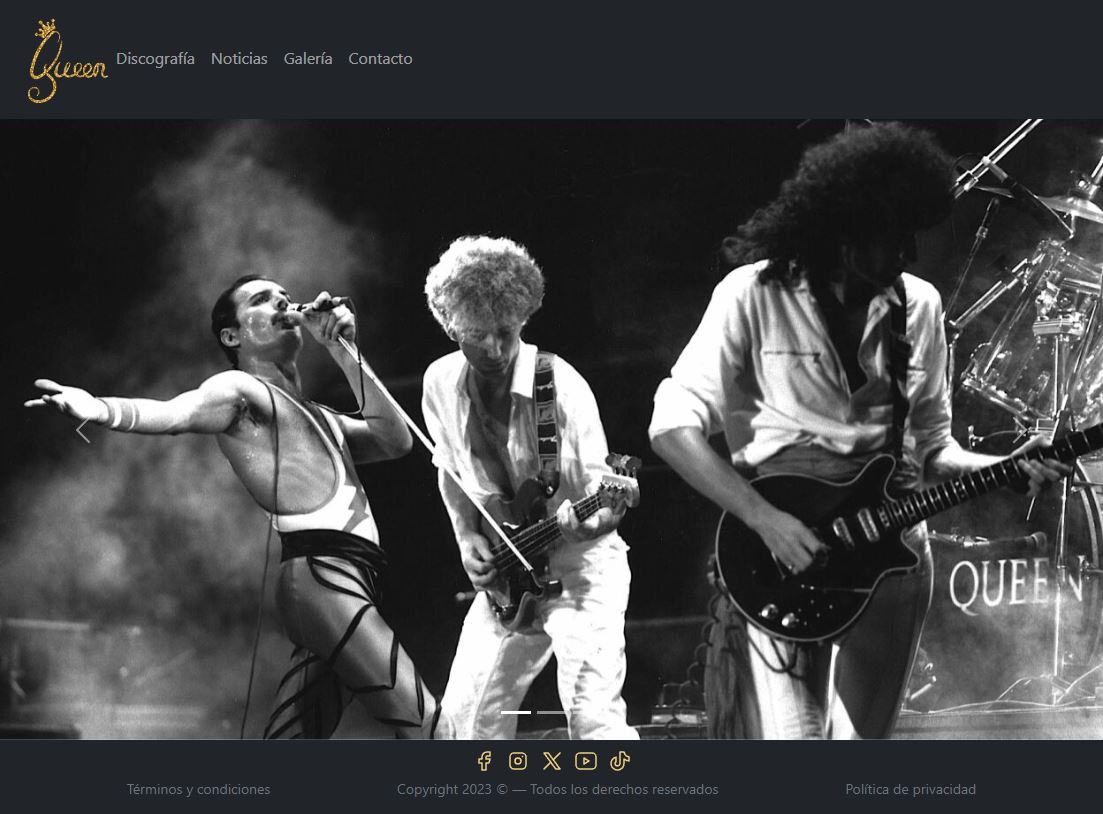 Queen
Discografía Noticias Galería Contacto
QUEEN
Términos y condiciones Copyright 2023 © — Todos los derechos reservados Política de privacidad